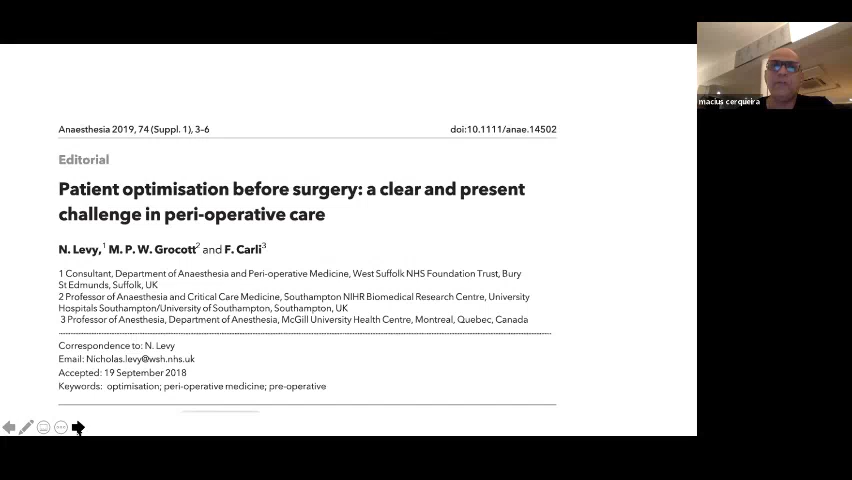 Anaesthesia 2019, 74 (Suppl. 1), 3–6
doi:10.1111/anae.14502
Editorial
Patient optimisation before surgery: a clear and present
challenge in peri-operative care
N. Levy,1 M. P. W. Grocott2 and F. Carli3
1 Consultant, Department of Anaesthesia and Peri-operative Medicine, West Suffolk NHS Foundation Trust, Bury
St Edmunds, Suffolk, UK
2 Professor of Anaesthesia and Critical Care Medicine, Southampton NIHR Biomedical Research Centre, University
Hospitals Southampton/University of Southampton, Southampton, UK
3 Professor of Anesthesia, Department of Anesthesia, McGill University Health Centre, Montreal, Quebec, Canada
Correspondence to: N. Levy
Email: Nicholas.levy@wsh.nhs.uk
Accepted: 19 September 2018
Keywords: optimisation; peri-operative medicine; pre-operative
macius cerqueira